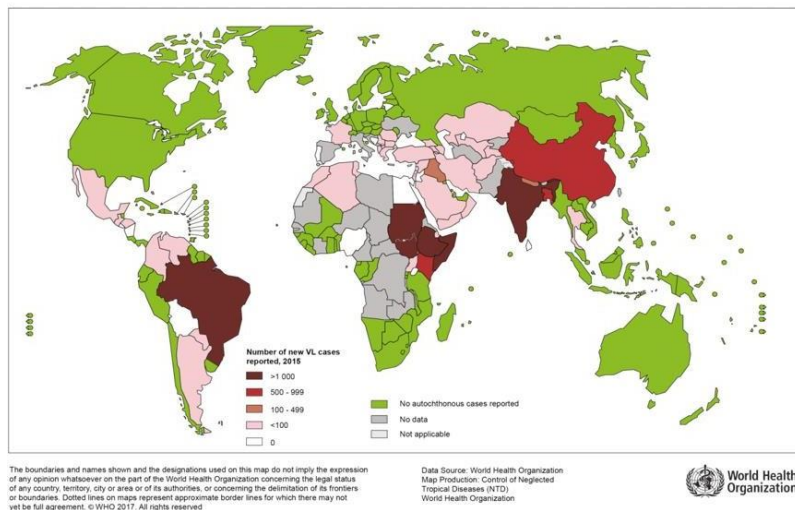 Number of new VL cases
reported, 2015
>1 000
500 - 999
100 - 499
<100
0
No autochthonous cases reported
No data
Not applicable
The boundaries and names shown and the designations used on this map do not imply the expression
of any opinion whatsoever on the part of the World Health Organization concerning the legal status
of any country, territory, city or area or of its authorities, or concerning the delimitation of its frontiers
or boundaries. Dotted lines on maps represent approximate border lines for which there may not
yet be full agreement. © WHO 2017. All rights reserved
Data Source: World Health Organization
Map Production: Control of Neglected
Tropical Diseases (NTD)
World Health Organization
World Health
Organization